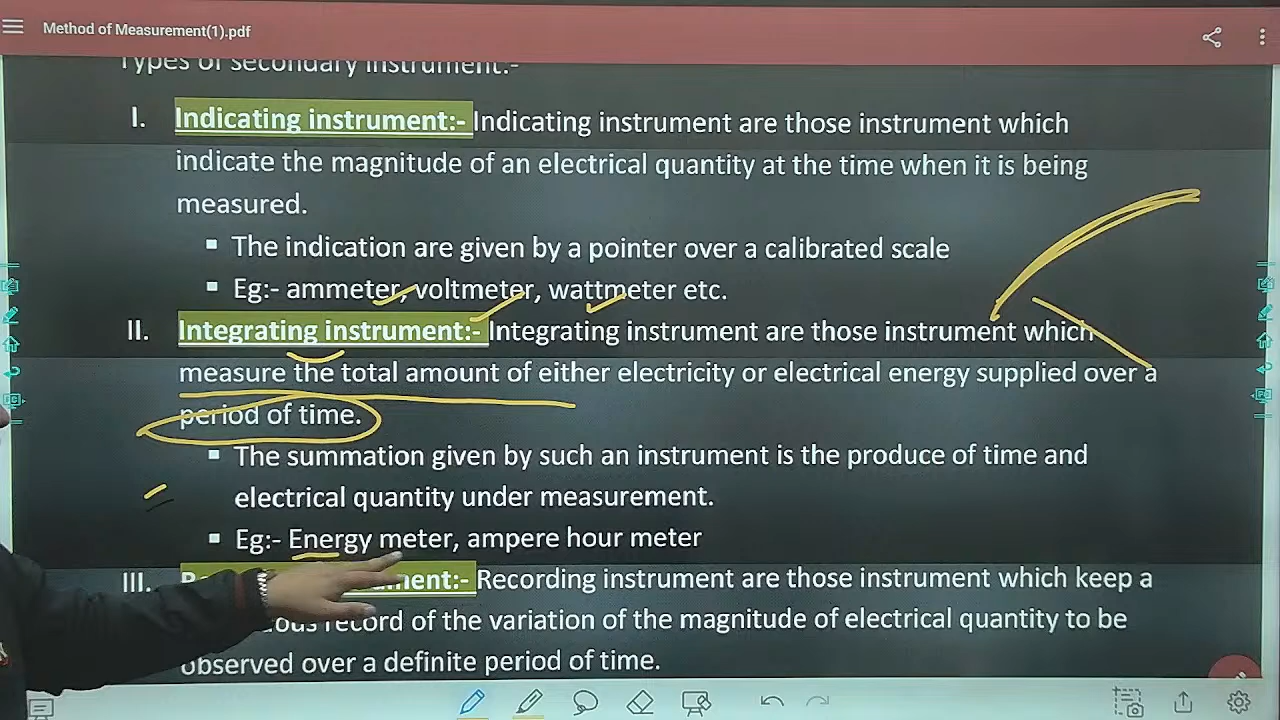 Method of Measurement(1).pdf
Types of secondary instrument:-
I. Indicating instrument:- Indicating instrument are those instrument which
indicate the magnitude of an electrical quantity at the time when it is being
measured.
▪ The indication are given by a pointer over a calibrated scale
▪ Eg:- ammeter, voltmeter, wattmeter etc.
II. Integrating instrument:- Integrating instrument are those instrument which
measure the total amount of either electricity or electrical energy supplied over a
period of time.
▪ The summation given by such an instrument is the produce of time and
electrical quantity under measurement.
▪ Eg:- Energy meter, ampere hour meter
III. Recording instrument are those instrument which keep a
record of the variation of the magnitude of electrical quantity to be
observed over a definite period of time.